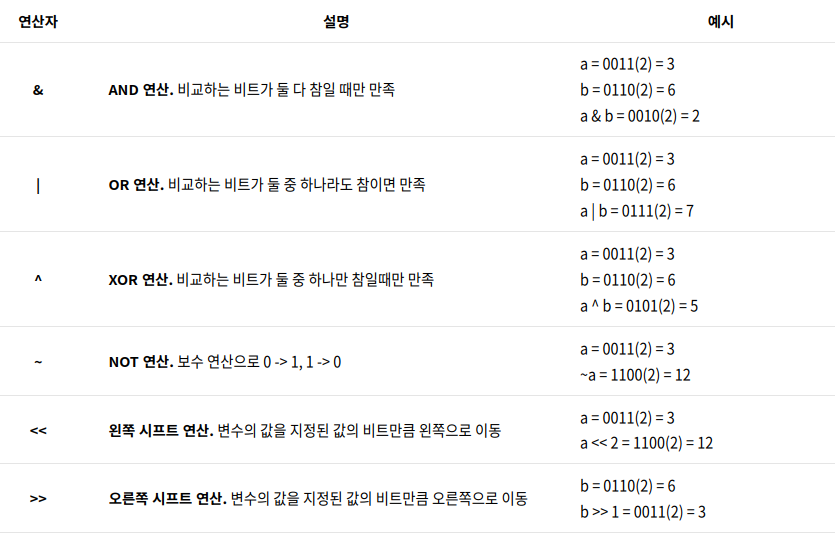 연산자 설명 예시
& AND 연산. 비교하는 비트가 둘 다 참일 때만 만족
a = 0011(2) = 3
b = 0110(2) = 6
a & b = 0010(2) = 2
| OR 연산. 비교하는 비트가 둘 중 하나라도 참이면 만족
a = 0011(2) = 3
b = 0110(2) = 6
a | b = 0111(2) = 7
^ XOR 연산. 비교하는 비트가 둘 중 하나만 참일때만 만족
a = 0011(2) = 3
b = 0110(2) = 6
a ^ b = 0101(2) = 5
~ NOT 연산. 보수 연산으로 0 -> 1, 1 -> 0
a = 0011(2) = 3
~a = 1100(2) = 12
<< 왼쪽 시프트 연산. 변수의 값을 지정된 값의 비트만큼 왼쪽으로 이동
a = 0011(2) = 3
a << 2 = 1100(2) = 12
>> 오른쪽 시프트 연산. 변수의 값을 지정된 값의 비트만큼 오른쪽으로 이동
b = 0110(2) = 6
b >> 1 = 0011(2) = 3